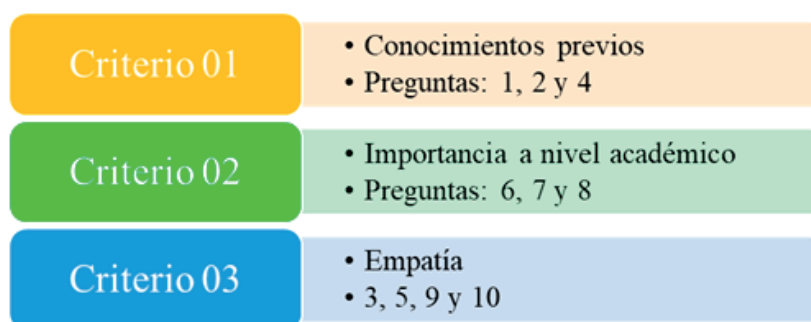 Criterio 01
• Conocimientos previos
• Preguntas: 1, 2 y 4
Criterio 02
• Importancia a nivel académico
• Preguntas: 6, 7 y 8
Criterio 03
• Empatía
• 3, 5, 9 y 10